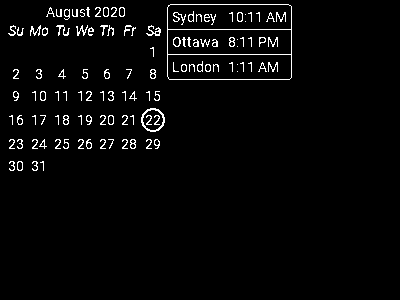 August 2020
Su Mo Tu We Th Fr Sa
1
2 3 4 5 6 7 8
9 10 11 12 13 14 15
16 17 18 19 20 21 22
23 24 25 26 27 28 29
30 31
Sydney 10:11 AM
Ottawa 8:11 PM
London 1:11 AM